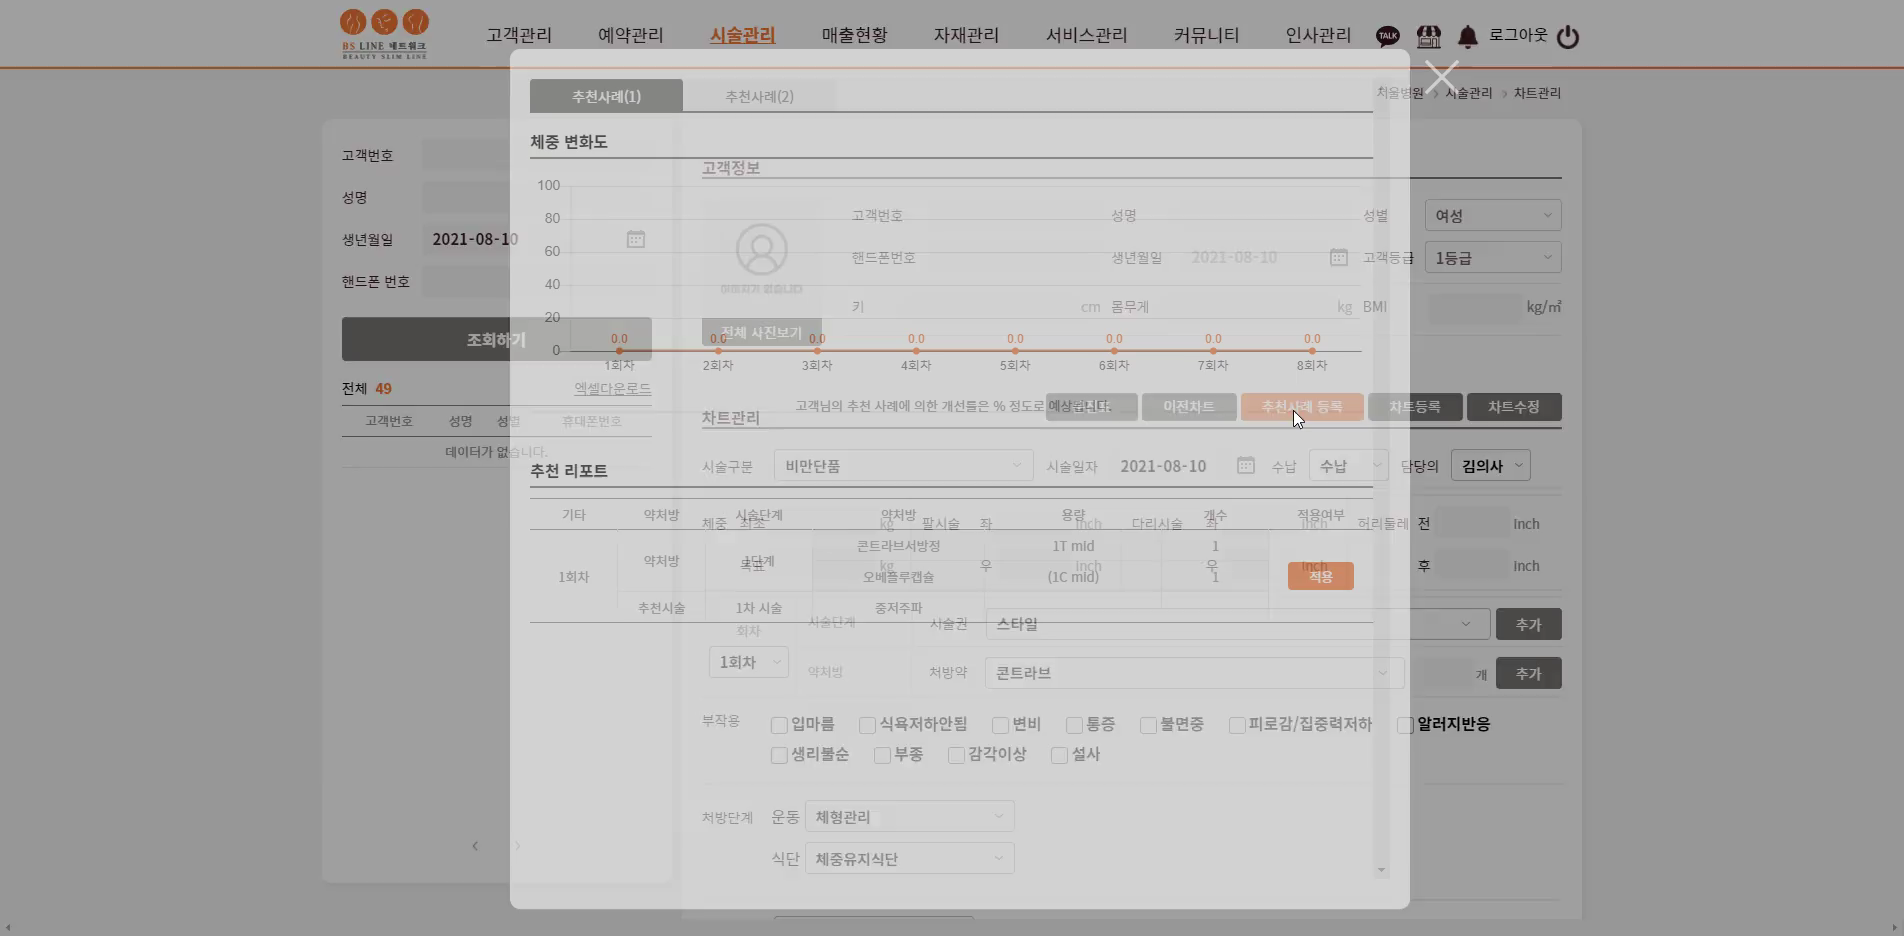 BS LINE 네트워크
BEAUTY SLIM LINE
고객관리 예약관리 시술관리 매출현황 자재관리 서비스관리 커뮤니티 인사관리 TALK 로그아웃
시술관리 > 차트관리
추천사례(1) 추천사례(2)
체중 변화도
고객번호
성명
생년월일 2021-08-10
핸드폰 번호
조회하기
전체 49 엑셀다운로드
고객번호 성명 성별 휴대폰번호
데이터가 없습니다.
고객정보
고객번호 성명 성별 여성
핸드폰번호 생년월일 2021-08-10 고객등급 1등급
이미지가 없습니다
키 cm 몸무게 kg BMI kg/㎡
전체 사진보기
100
80
60
40
20
0
0.0 0.0 0.0 0.0 0.0 0.0 0.0 0.0
1회차 2회차 3회차 4회차 5회차 6회차 7회차 8회차
고객님의 추천 사례에 의한 개선률은 % 정도로 예상됩니다.
차트관리 이전차트 추천사례 등록 차트등록 차트수정
추천 리포트
시술구분 비만단품 시술일자 2021-08-10 수납 수납 담당의 김의사
기타 약처방 시술단계 약처방 용량 개수 적용여부
1회차 약처방 1단계 콘트라브서방정 1T mld 1
오베플루캡슐 (1C mld) 1 적용
추천시술 1차 시술 중저주파
체중 최초 kg 팔시술 좌 Inch 다리시술 좌 Inch 허리둘레 전 Inch
목표 kg 우 Inch 우 Inch 후 Inch
회차 시술단계 시술권 스타일 추가
1회차 약처방 처방약 콘트라브 개 추가
부작용 입마름 식욕저하안됨 변비 통증 불면중 피로감/집중력저하 알러지반응
생리불순 부종 감각이상 설사
처방단계 운동 체형관리
식단 체중유지식단